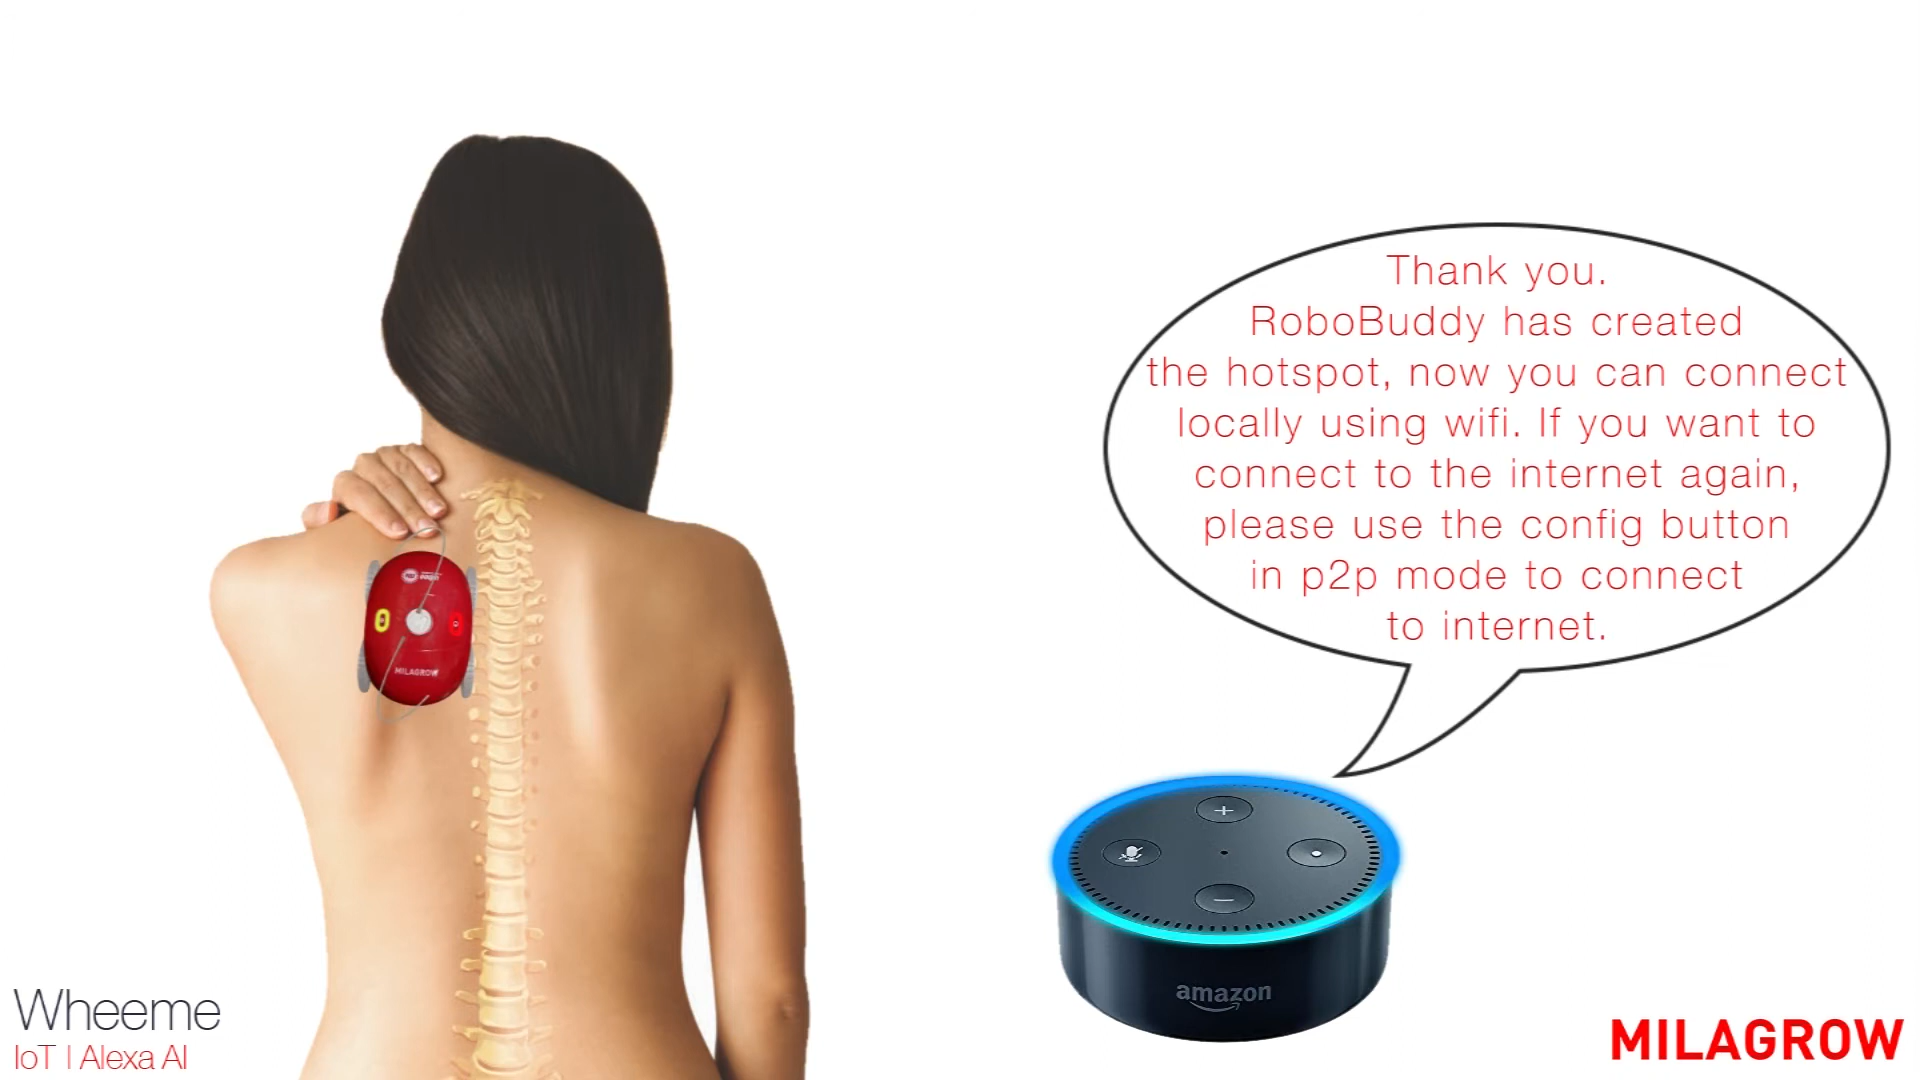 Thank you.
RoboBuddy has created
the hotspot, now you can connect
locally using wifi. If you want to
connect to the internet again,
please use the config button
in p2p mode to connect
to internet.
MILAGROW
amazon
Wheeme
IoT | Alexa AI
MILAGROW